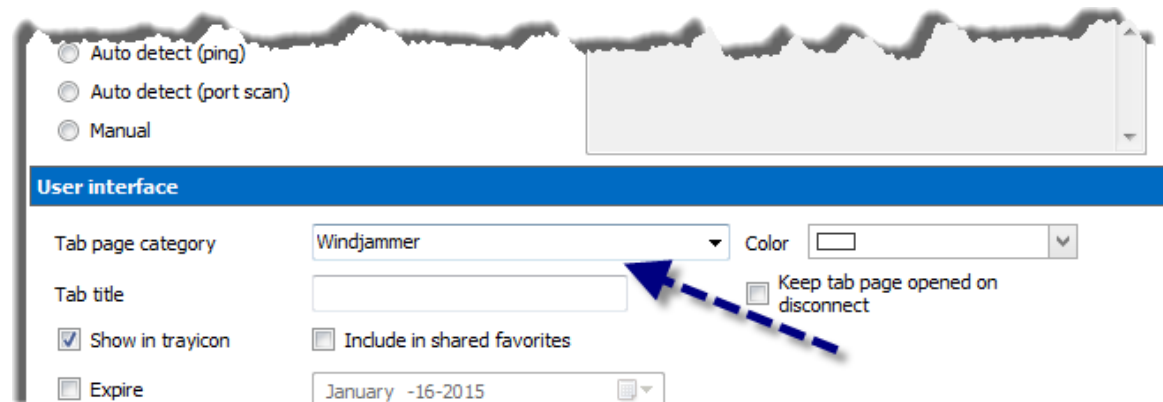 Auto detect (ping)
Auto detect (port scan)
Manual
User interface
Tab page category Windjammer Color
Tab title Keep tab page opened on
disconnect
Show in trayicon Include in shared favorites
Expire January -16-2015